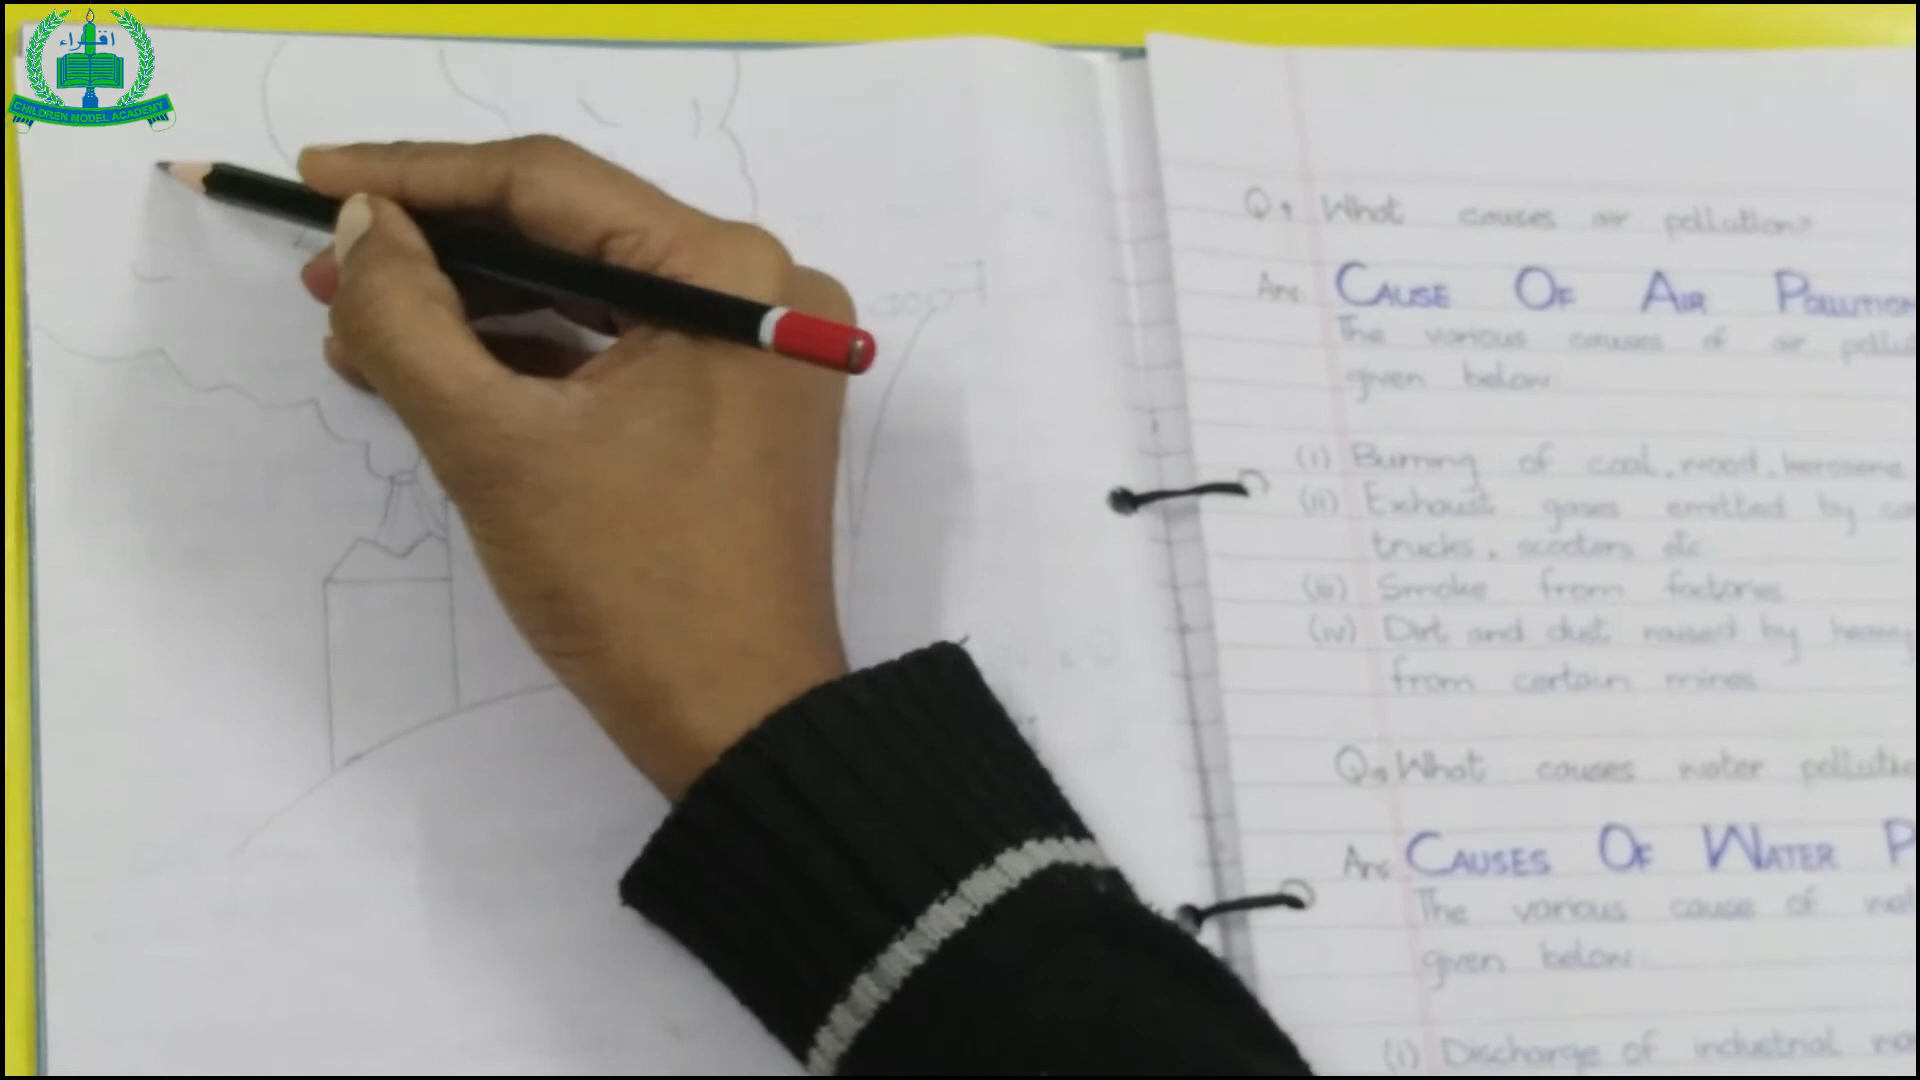 اقراء
CHILDREN MODEL ACADEMY
Q, What causes air pollution?
Ans CAUSE OF AIR POLLUTION
The various causes of air
given below
(i) Burning of coal, wood, kerosene
(ii) Exhaust gases emitted by
trucks, scooters etc
(iii) Smoke from factories
(iv) Dirt and dust raised by heavy
from certain mines
Q, What causes water
Ans CAUSES OF WATER P
The various cause of
given below
(i) Discharge of industrial